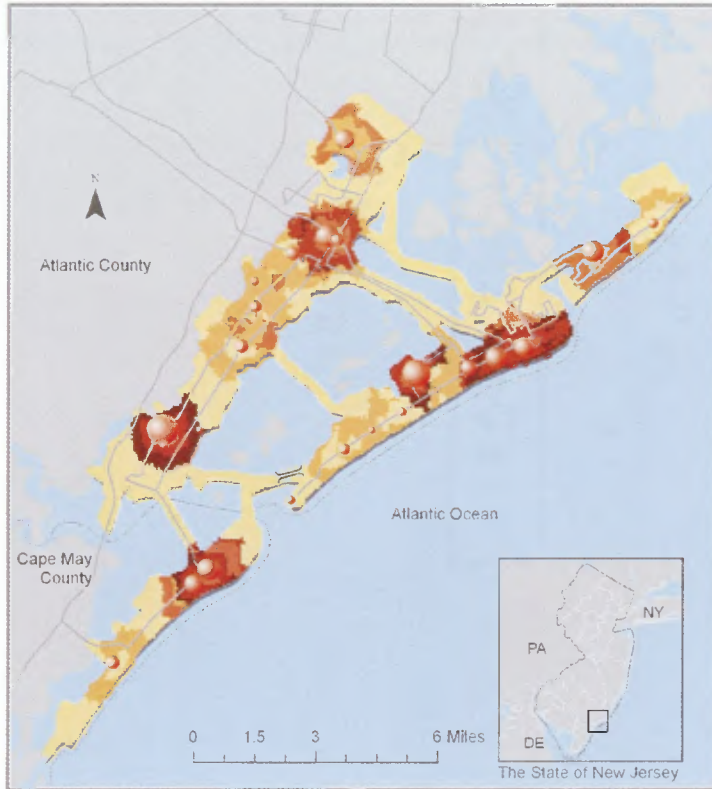 N
Atlantic County
Atlantic Ocean
Cape May
County
NY
PA
DE
0 1.5 3 6 Miles
The State of New Jersey